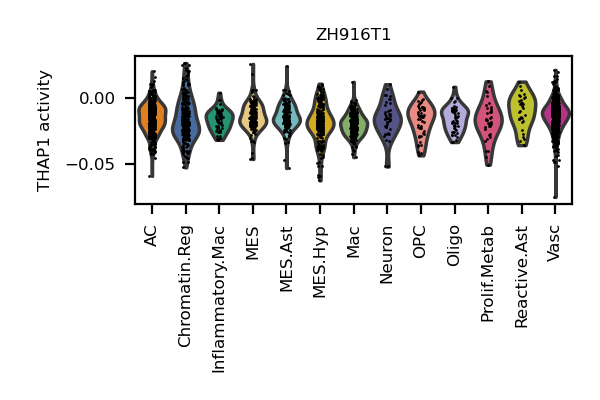 ZH916T1
THAP1 activity
0.00
−0.05
AC
Chromatin.Reg
Inflammatory.Mac
MES
MES.Ast
MES.Hyp
Mac
Neuron
OPC
Oligo
Prolif.Metab
Reactive.Ast
Vasc